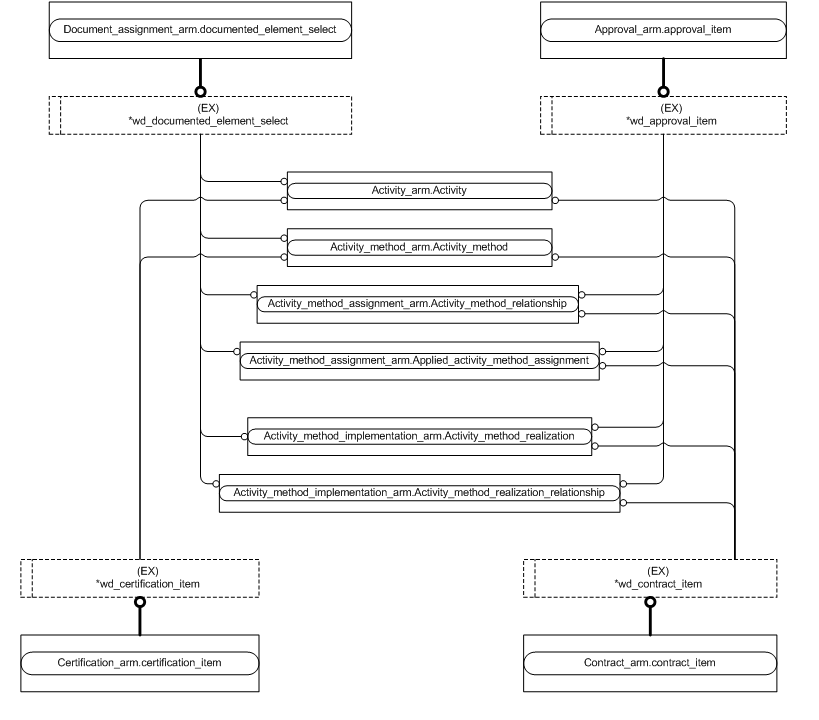 Document_assignment_arm.documented_element_select
Approval_arm.approval_item
(EX)
*wd_documented_element_select
(EX)
*wd_approval_item
Activity_arm.Activity
Activity_method_arm.Activity_method
Activity_method_assignment_arm.Activity_method_relationship
Activity_method_assignment_arm.Applied_activity_method_assignment
Activity_method_implementation_arm.Activity_method_realization
Activity_method_implementation_arm.Activity_method_realization_relationship
(EX)
*wd_certification_item
(EX)
*wd_contract_item
Certification_arm.certification_item
Contract_arm.contract_item